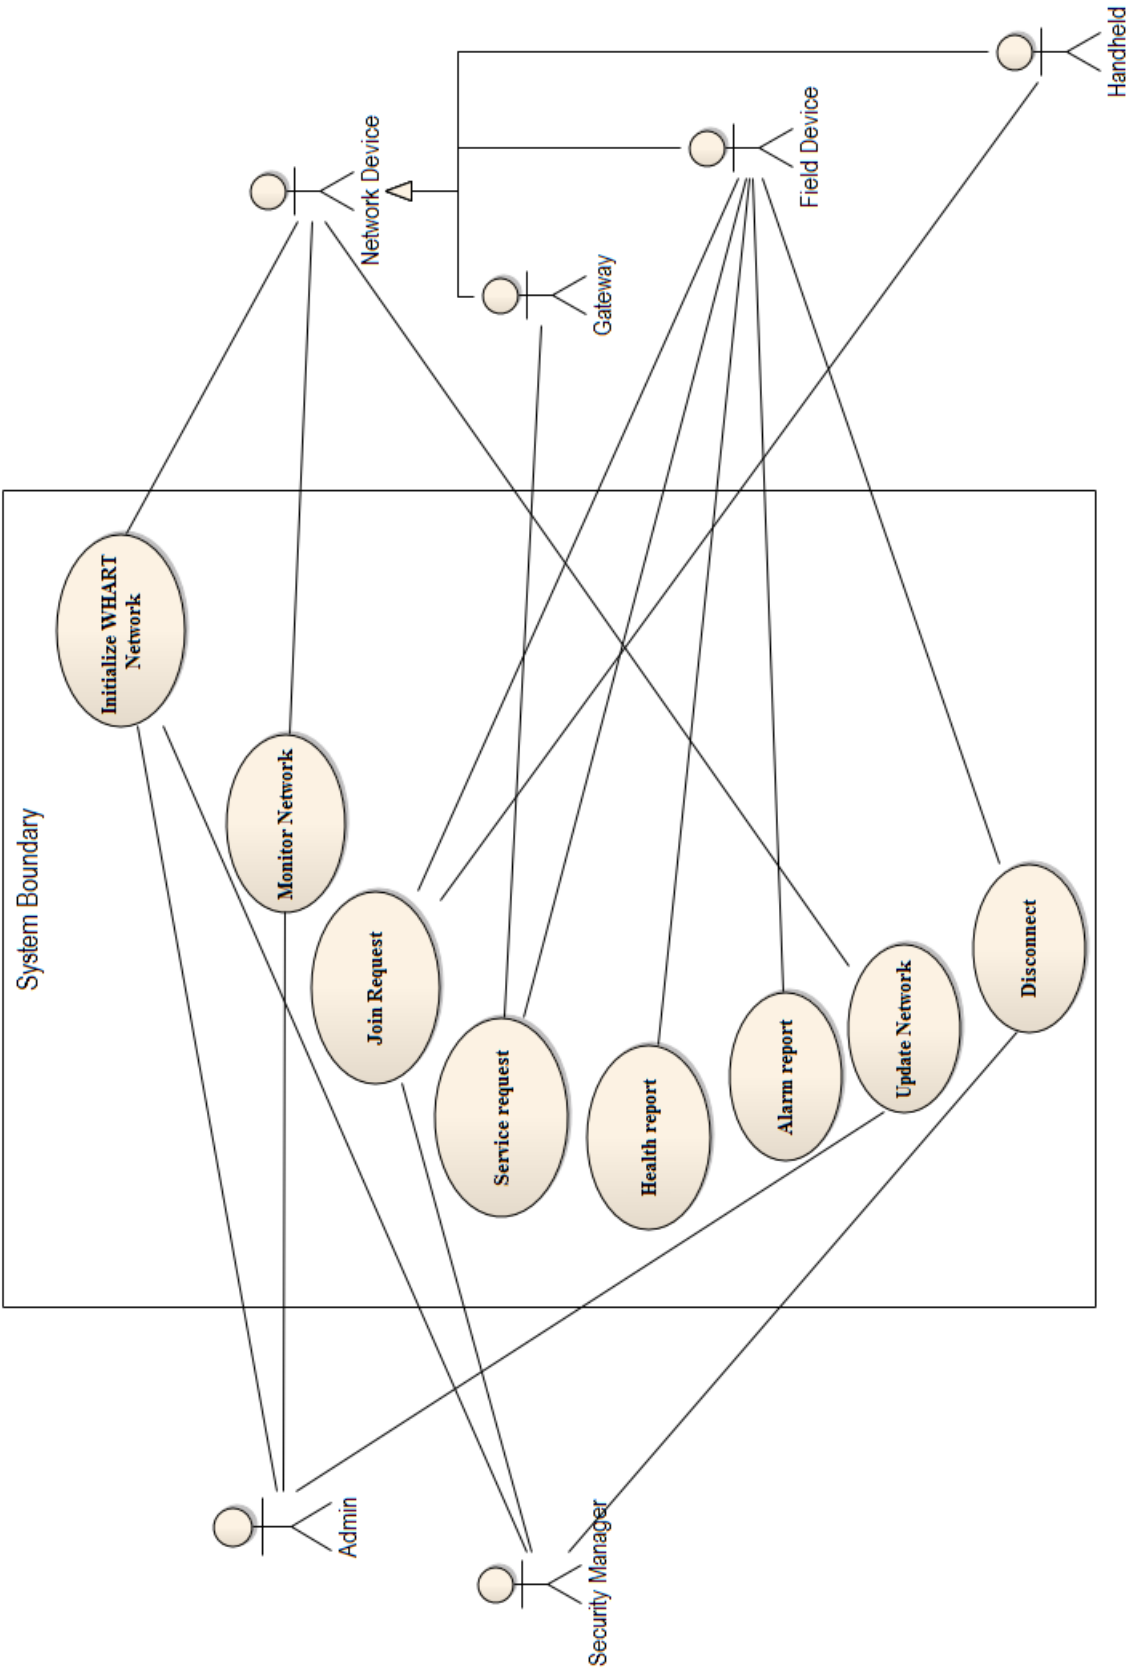 System Boundary
Initialize WHART
Network
Monitor Network
Join Request
Service request
Health report
Alarm report
Update Network
Disconnect
Admin
Security Manager
Network Device
Gateway
Field Device
Handheld